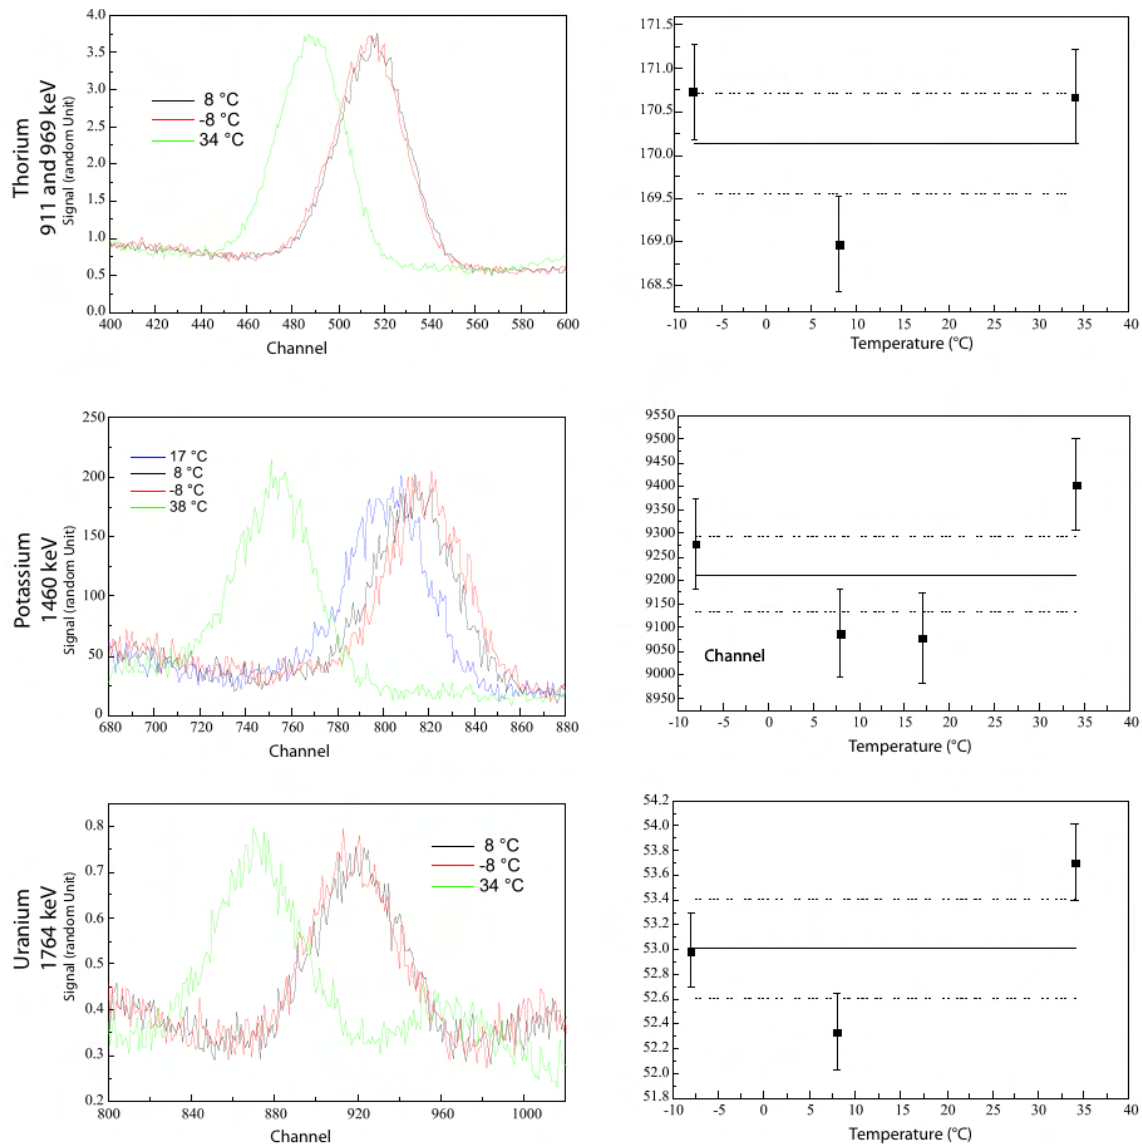 Thorium
911 and 969 keV
Signal (random Unit)
4.0
3.5
3.0
2.5
2.0
1.5
1.0
0.5
0.0
8 °C
-8 °C
34 °C
400 420 440 460 480 500 520 540 560 580 600
Channel
171.5
171.0
170.5
170.0
169.5
169.0
168.5
-10 -5 0 5 10 15 20 25 30 35 40
Temperature (°C)
Potassium
1460 keV
Signal (random Unit)
250
200
150
100
50
0
17 °C
8 °C
-8 °C
38 °C
680 700 720 740 760 780 800 820 840 860 880
Channel
9550
9500
9450
9400
9350
9300
9250
9200
9150
9100
9050
9000
8950
Channel
-10 -5 0 5 10 15 20 25 30 35 40
Temperature (°C)
Uranium
1764 keV
Signal (random Unit)
0.8
0.7
0.6
0.5
0.4
0.3
0.2
8 °C
-8 °C
34 °C
800 840 880 920 960 1000
Channel
54.2
54.0
53.8
53.6
53.4
53.2
53.0
52.8
52.6
52.4
52.2
52.0
51.8
-10 -5 0 5 10 15 20 25 30 35 40
Temperature (°C)